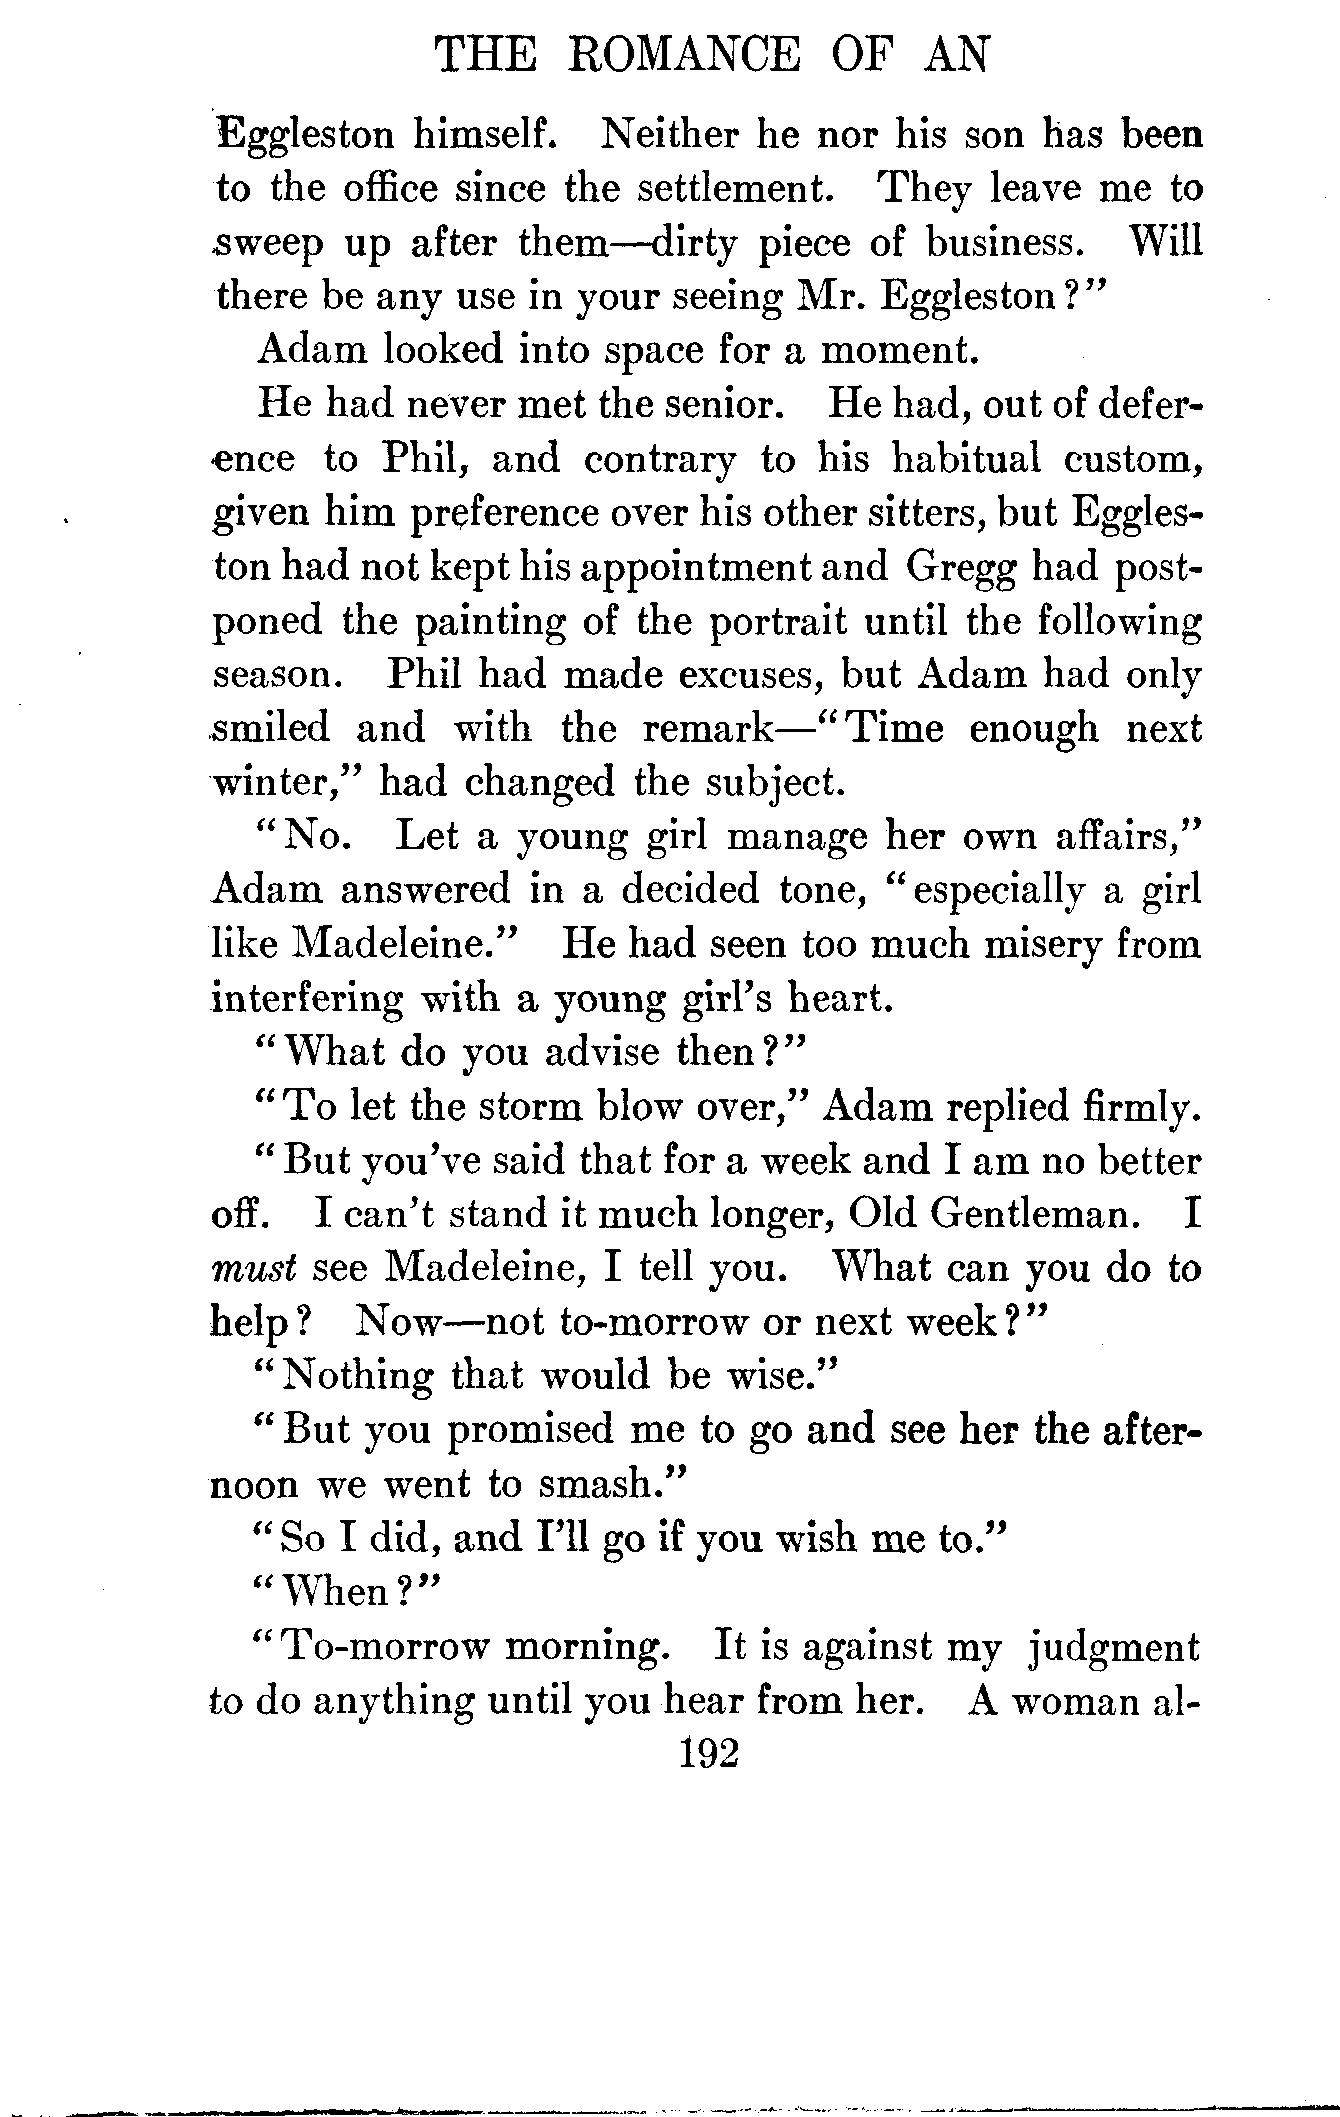 THE ROMANCE OF AN
Eggleston himself. Neither he nor his son has been
to the office since the settlement. They leave me to
sweep up after them—dirty piece of business. Will
there be any use in your seeing Mr. Eggleston?”
Adam looked into space for a moment.
He had never met the senior. He had, out of defer-
ence to Phil, and contrary to his habitual custom,
given him preference over his other sitters, but Eggles-
ton had not kept his appointment and Gregg had post-
poned the painting of the portrait until the following
season. Phil had made excuses, but Adam had only
smiled and with the remark—“Time enough next
winter,” had changed the subject.
“No. Let a young girl manage her own affairs,”
Adam answered in a decided tone, “especially a girl
like Madeleine.” He had seen too much misery from
interfering with a young girl’s heart.
“What do you advise then?”
“To let the storm blow over,” Adam replied firmly.
“But you’ve said that for a week and I am no better
off. I can’t stand it much longer, Old Gentleman. I
must see Madeleine, I tell you. What can you do to
help? Now—not to-morrow or next week?”
“Nothing that would be wise.”
“But you promised me to go and see her the after-
noon we went to smash.”
“So I did, and I’ll go if you wish me to.”
“When?”
“To-morrow morning. It is against my judgment
to do anything until you hear from her. A woman al-
192